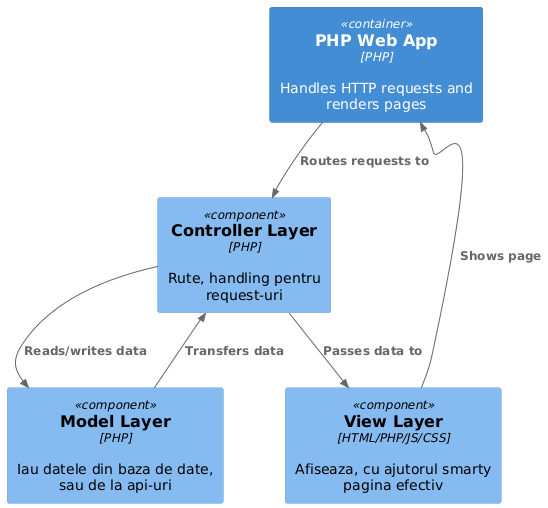 «container»
PHP Web App
[PHP]
Handles HTTP requests and
renders pages
Routes requests to
«component»
Controller Layer
[PHP]
Rute, handling pentru
request-uri
Shows page
Reads/writes data
Transfers data
Passes data to
«component»
Model Layer
[PHP]
Iau datele din baza de date,
sau de la api-uri
«component»
View Layer
[HTML/PHP/JS/CSS]
Afiseaza, cu ajutorul smarty
pagina efectiv